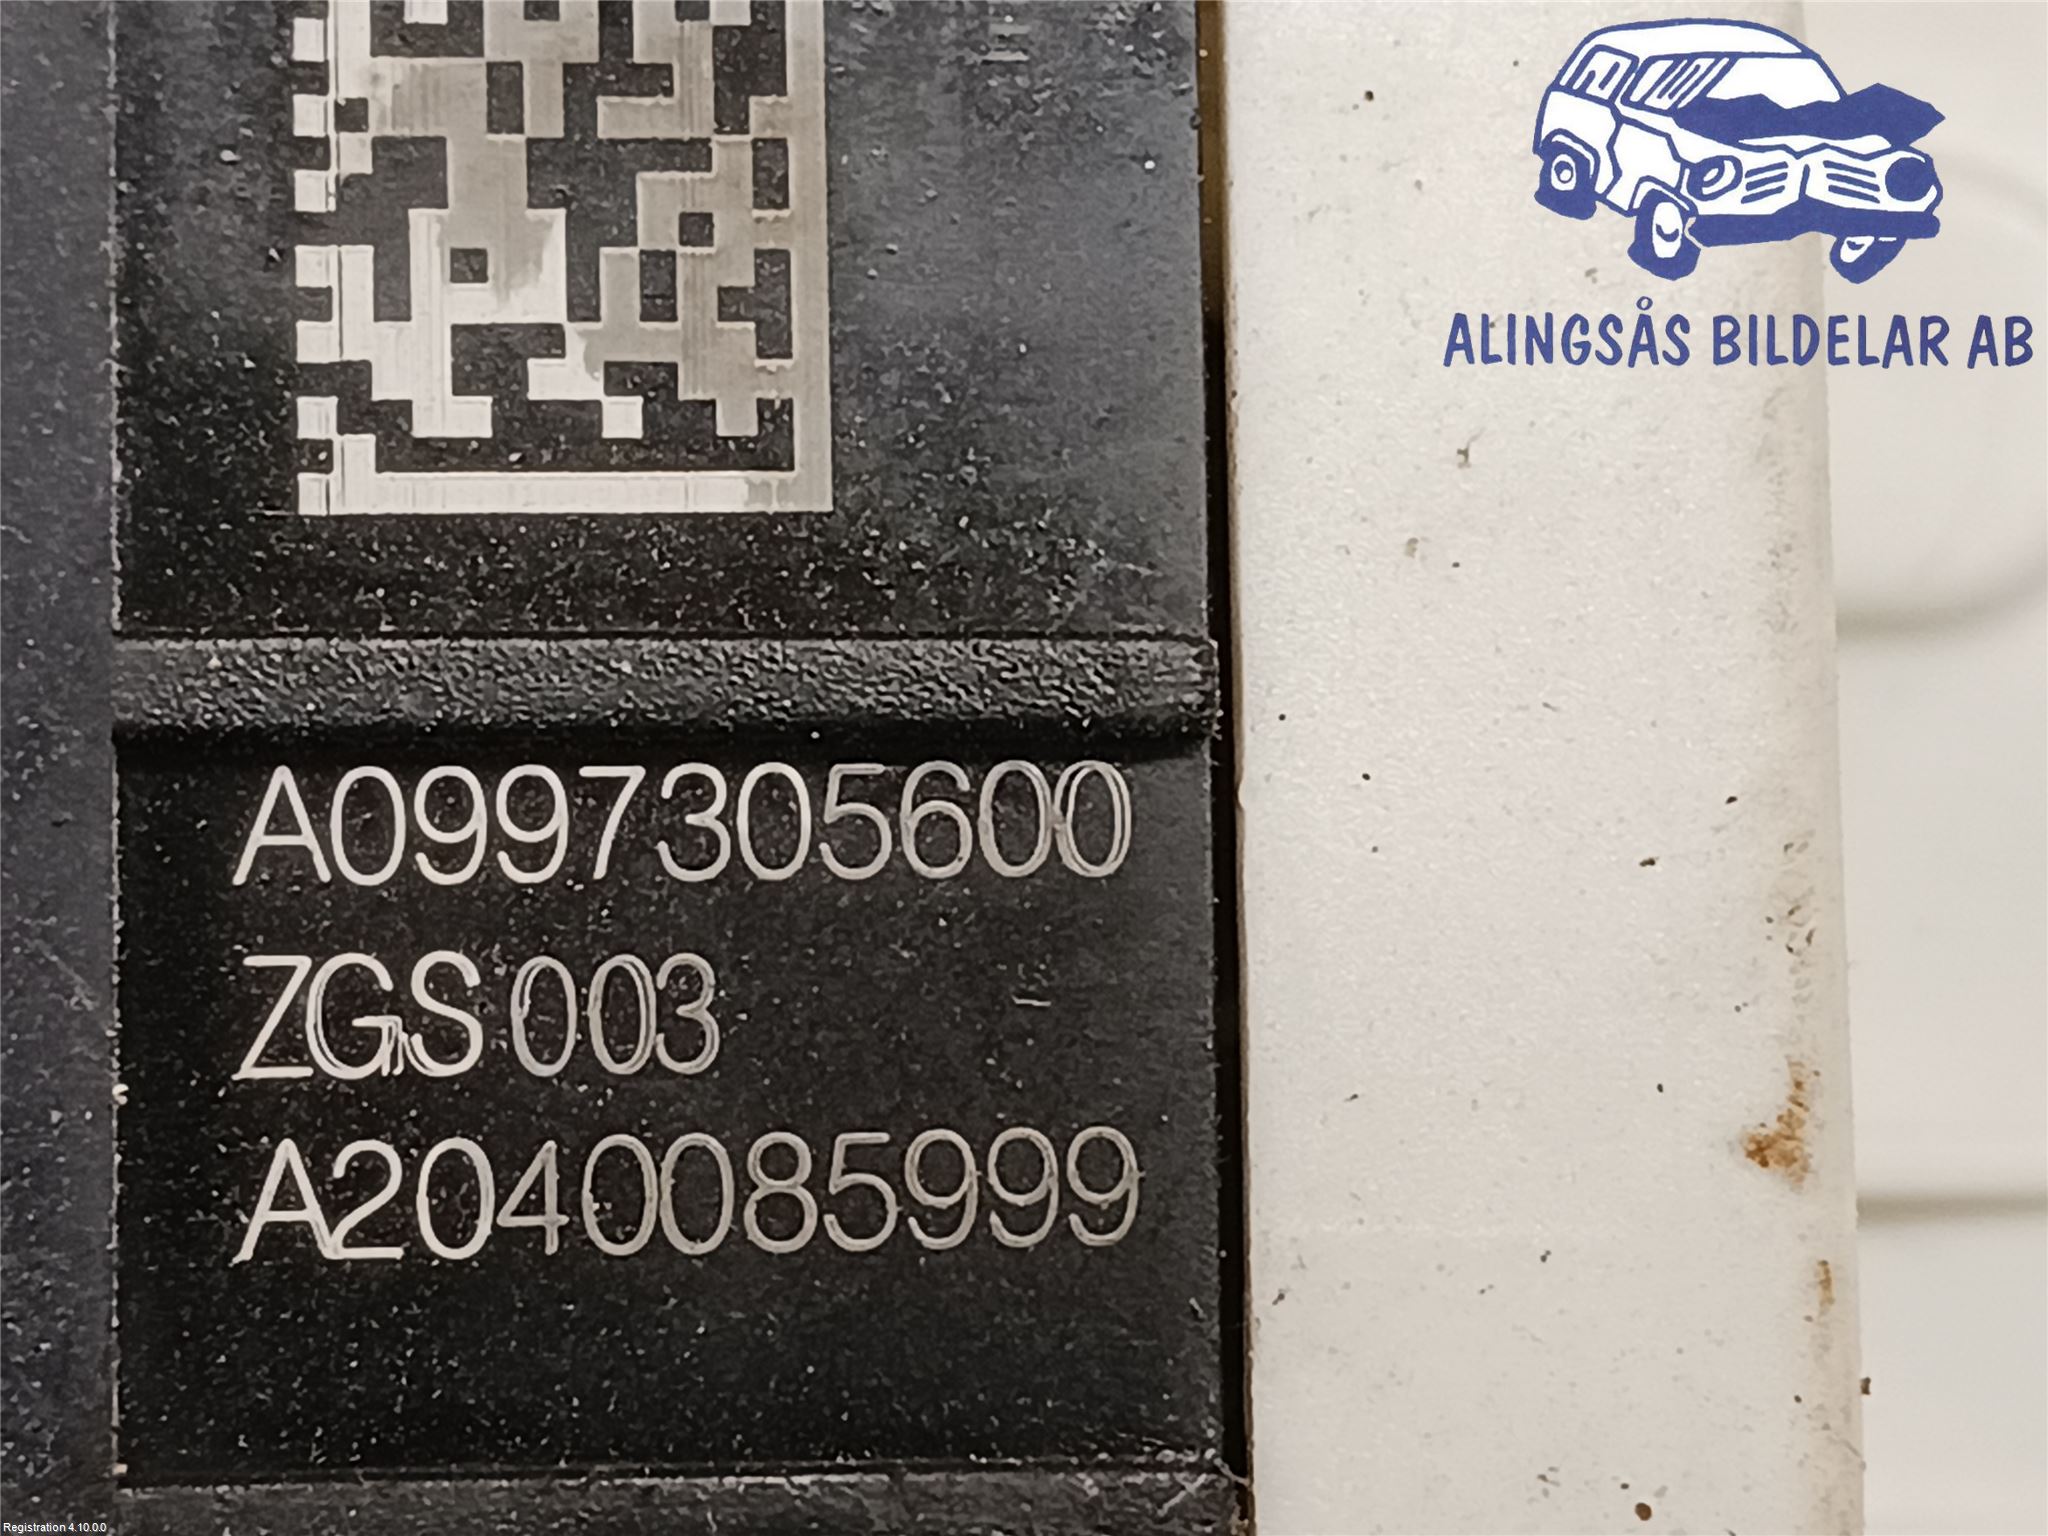 ALINGSÅS BILDELAR AB
A0997305600
ZGS 003
A2040085999
Registration 4.10.0.0